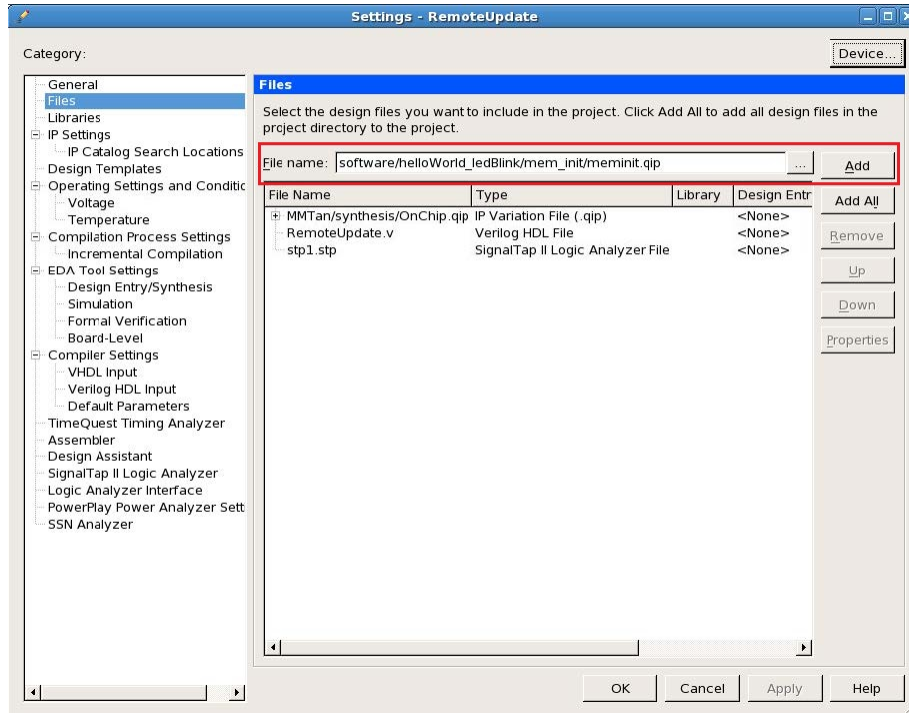 Settings - RemoteUpdate
Category:
Device...
General
Files
Libraries
IP Settings
IP Catalog Search Locations
Design Templates
Operating Settings and Conditic
Voltage
Temperature
Compilation Process Settings
Incremental Compilation
EDA Tool Settings
Design Entry/Synthesis
Simulation
Formal Verification
Board-Level
Compiler Settings
VHDL Input
Verilog HDL Input
Default Parameters
TimeQuest Timing Analyzer
Assembler
Design Assistant
SignalTap II Logic Analyzer
Logic Analyzer Interface
PowerPlay Power Analyzer Sett
SSN Analyzer
Files
Select the design files you want to include in the project. Click Add All to add all design files in the
project directory to the project.
File name: software/helloWorld_ledBlink/mem_init/meminit.qip ... Add
File Name Type Library Design Entr
MMTan/synthesis/OnChip.qip IP Variation File (.qip) <None>
RemoteUpdate.v Verilog HDL File <None>
stp1.stp SignalTap II Logic Analyzer File <None>
Add All
Remove
Up
Down
Properties
OK Cancel Apply Help